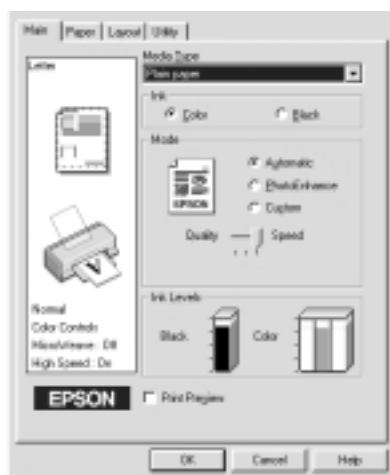 Main Paper Layout Utility
Letter
Media Type
Plain paper
Ink
Color Black
Mode
Automatic
PhotoEnhance
Custom
EPSON
Quality Speed
Normal
Color Controls
MicroWeave : Off
High Speed : On
Ink Levels
Black Color
EPSON
Print Preview
OK Cancel Help